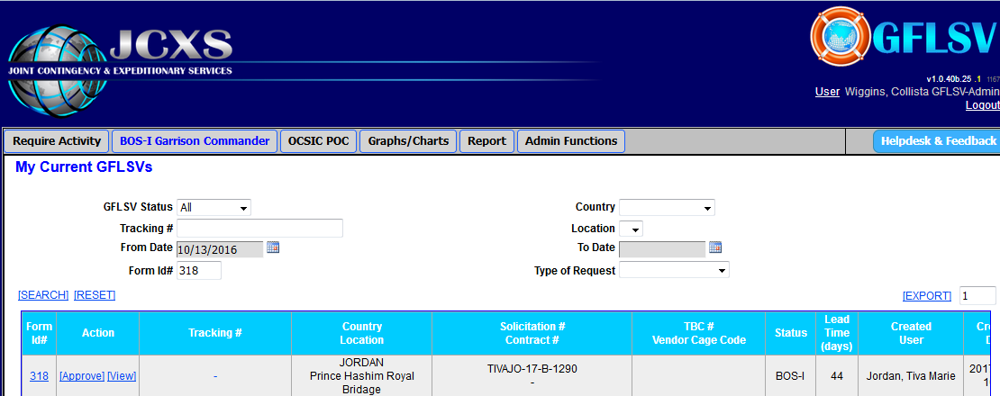 JCXS
JOINT CONTINGENCY & EXPEDITIONARY SERVICES
GFLSV
v1.0.40b.25 .1 1167
User Wiggins, Collista GFLSV-Admin
Logout
Require Activity BOS-I Garrison Commander OCSIC POC Graphs/Charts Report Admin Functions Helpdesk & Feedback
My Current GFLSVs
GFLSV Status All Country
Tracking # Location
From Date 10/13/2016 To Date
Form Id# 318 Type of Request
[SEARCH] [RESET] [EXPORT] 1
Form Id# Action Tracking # Country Location Solicitation # Contract # TBC # Vendor Cage Code Status Lead Time (days) Created User
318 [Approve] [View] - JORDAN Prince Hashim Royal Bridage TIVAJO-17-B-1290 - BOS-I 44 Jordan, Tiva Marie 2017